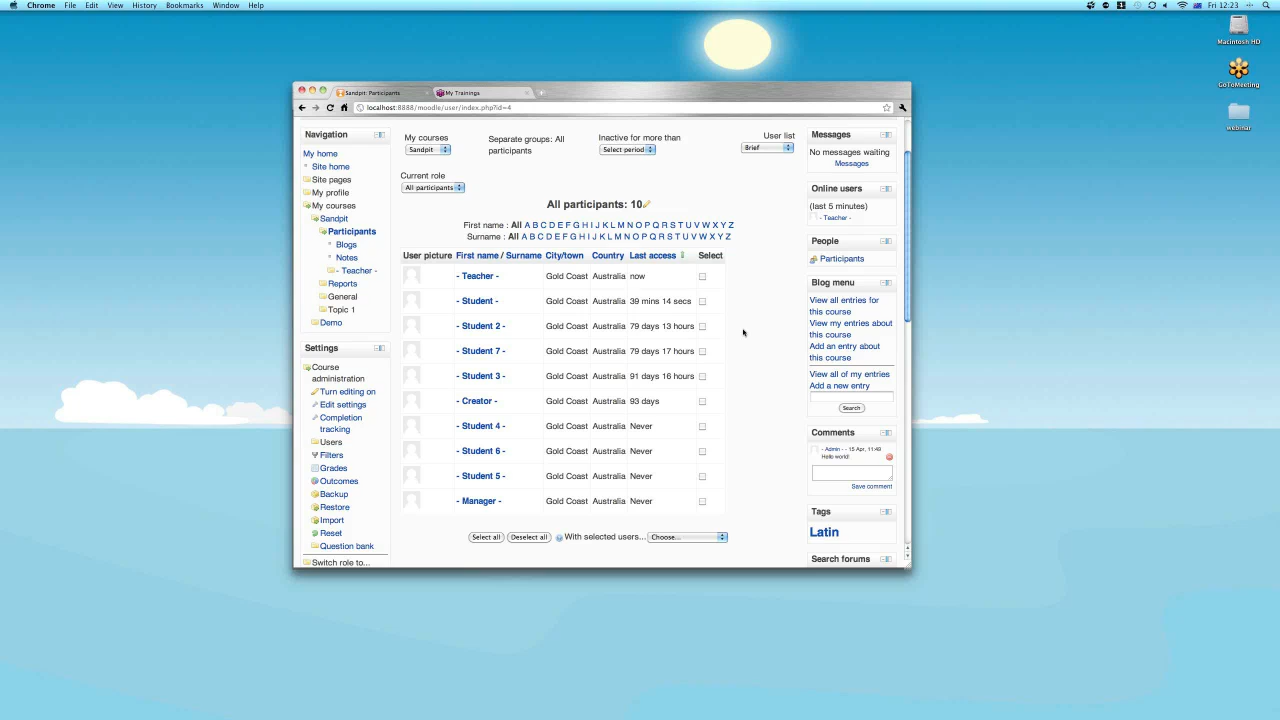 Chrome File Edit View History Bookmarks Window Help
Fri 12:23
Macintosh HD
GoToMeeting
webinar
Sandpit: Participants
My Trainings
localhost:8888/moodle/user/index.php?id=4
Navigation
My home
Site home
Site pages
My profile
My courses
Sandpit
Participants
Blogs
Notes
- Teacher -
Reports
General
Topic 1
Demo
Settings
Course
administration
Turn editing on
Edit settings
Completion
tracking
Users
Filters
Grades
Outcomes
Backup
Restore
Import
Reset
Question bank
Switch role to...
My courses
Sandpit
Separate groups: All
participants
Inactive for more than
Select period
User list
Brief
Current role
All participants
All participants: 10
First name : All A B C D E F G H I J K L M N O P Q R S T U V W X Y Z
Surname : All A B C D E F G H I J K L M N O P Q R S T U V W X Y Z
User picture First name / Surname City/town Country Last access Select
- Teacher - Gold Coast Australia now
- Student - Gold Coast Australia 39 mins 14 secs
- Student 2 - Gold Coast Australia 79 days 13 hours
- Student 7 - Gold Coast Australia 79 days 17 hours
- Student 3 - Gold Coast Australia 91 days 16 hours
- Creator - Gold Coast Australia 93 days
- Student 4 - Gold Coast Australia Never
- Student 6 - Gold Coast Australia Never
- Student 5 - Gold Coast Australia Never
- Manager - Gold Coast Australia Never
Select all Deselect all With selected users... Choose...
Messages
No messages waiting
Messages
Online users
(last 5 minutes)
- Teacher -
People
Participants
Blog menu
View all entries for
this course
View my entries about
this course
Add an entry about
this course
View all of my entries
Add a new entry
Search
Comments
- Admin - - 15 Apr, 11:49
Hello world!
Save comment
Tags
Latin
Search forums